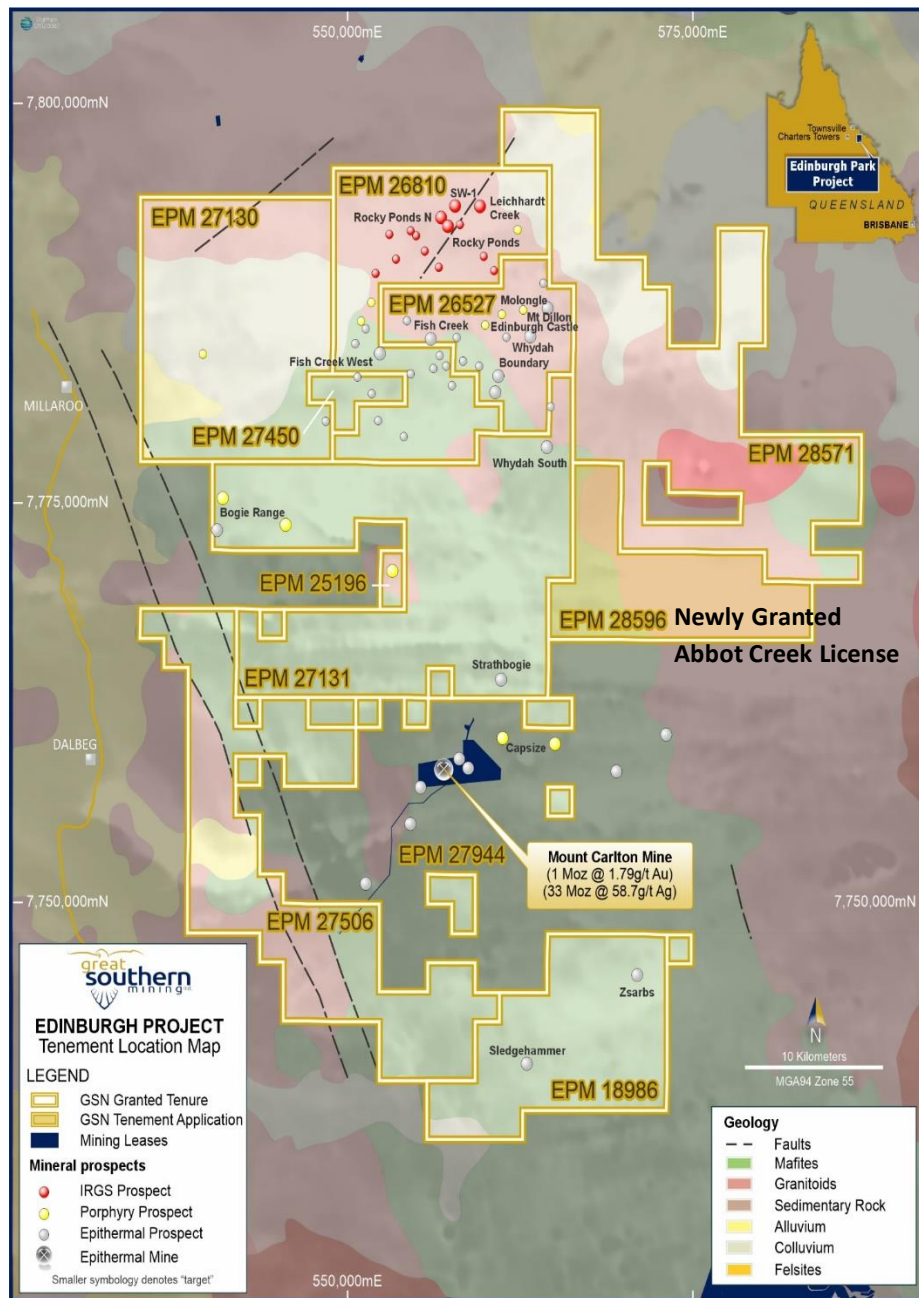 550,000mE
575,000mE
7,800,000mN
Townsville
Charters Towers
Edinburgh Park
Project
QUEENSLAND
BRISBANE
EPM 26810
EPM 27130
SW-1
Leichhardt
Creek
Rocky Ponds N
Rocky Ponds
EPM 26527
Molongle
Mt Dillon
Fish Creek
Edinburgh Castle
Whydah
Fish Creek West
Boundary
MILLAROO
EPM 27450
EPM 28571
Whydah South
7,775,000mN
Bogie Range
EPM 25196
EPM 28596
Newly Granted
Abbot Creek License
Strathbogie
EPM 27131
DALBEG
Capsize
EPM 27944
Mount Carlton Mine
(1 Moz @ 1.79g/t Au)
(33 Moz @ 58.7g/t Ag)
7,750,000mN
7,750,000mN
EPM 27506
Zsarbs
Sledgehammer
EPM 18986
great
southern
mining
EDINBURGH PROJECT
Tenement Location Map
LEGEND
GSN Granted Tenure
GSN Tenement Application
Mining Leases
Mineral prospects
IRGS Prospect
Porphyry Prospect
Epithermal Prospect
Epithermal Mine
Smaller symbology denotes "target"
550,000mE
N
10 Kilometers
MGA94 Zone 55
Geology
Faults
Mafites
Granitoids
Sedimentary Rock
Alluvium
Colluvium
Felsites